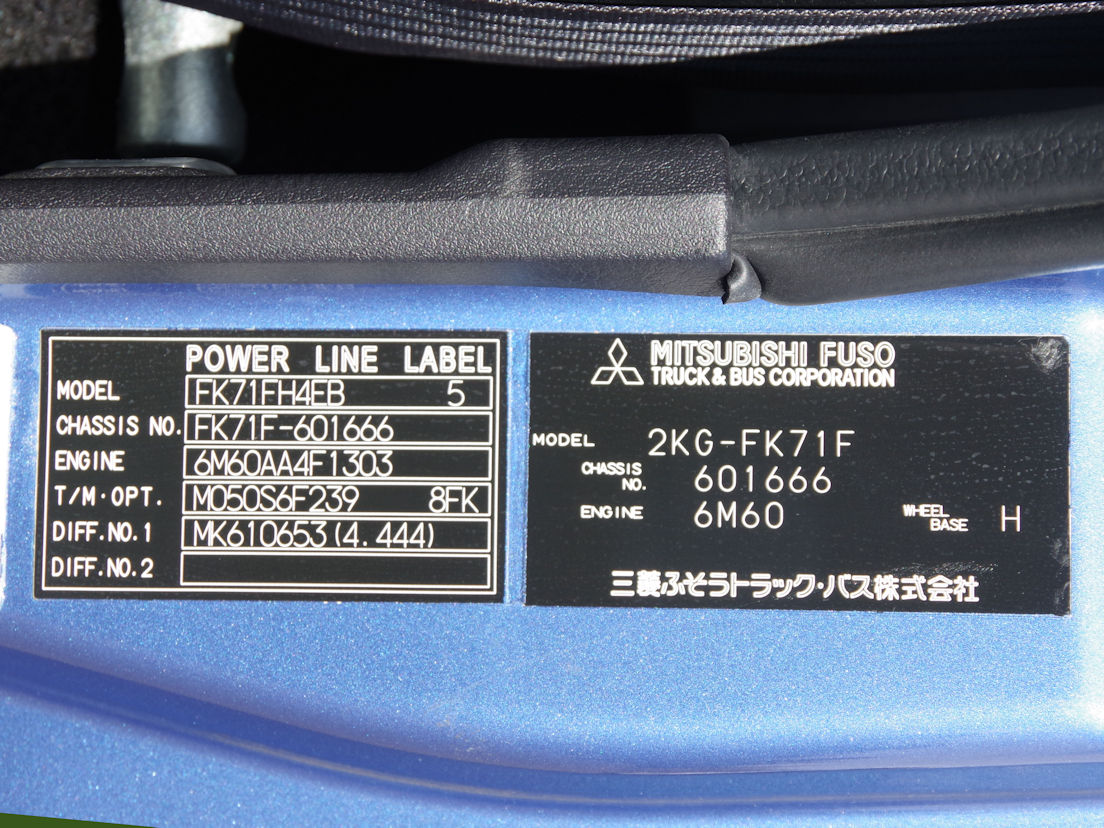 POWER LINE LABEL
MODEL FK71FH4EB 5
CHASSIS NO. FK71F-601666
ENGINE 6M60AA4F1303
T/M·OPT. M050S6F239 8FK
DIFF.NO.1 MK610653(4.444)
DIFF.NO.2
MITSUBISHI FUSO
TRUCK & BUS CORPORATION
MODEL 2KG-FK71F
CHASSIS NO. 601666
ENGINE 6M60 WHEEL BASE H
三菱ふそうトラック・バス株式会社